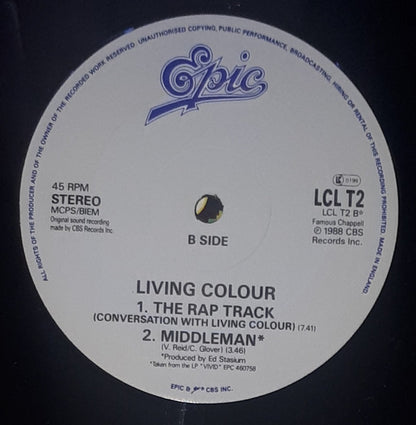 ALL RIGHTS OF THE PRODUCER AND OF THE OWNER OF THE RECORDED WORK RESERVED. UNAUTHORISED COPYING, PUBLIC PERFORMANCE, BROADCASTING, HIRING OR RENTAL OF THIS RECORDING PROHIBITED. MADE IN ENGLAND.
Epic
45 RPM
STEREO
MCPS/BIEM
Original sound recording
made by CBS Records Inc.
LC 0199
LCL T2
LCL T2 B*
Famous Chappell
℗ 1988 CBS
Records Inc.
B SIDE
LIVING COLOUR
1. THE RAP TRACK
(CONVERSATION WITH LIVING COLOUR) (7.41)
2. MIDDLEMAN*
(V. Reid/C. Glover) (3.46)
*Produced by Ed Stasium
*Taken from the LP "VIVID" EPC 460758
EPIC & CBS INC.